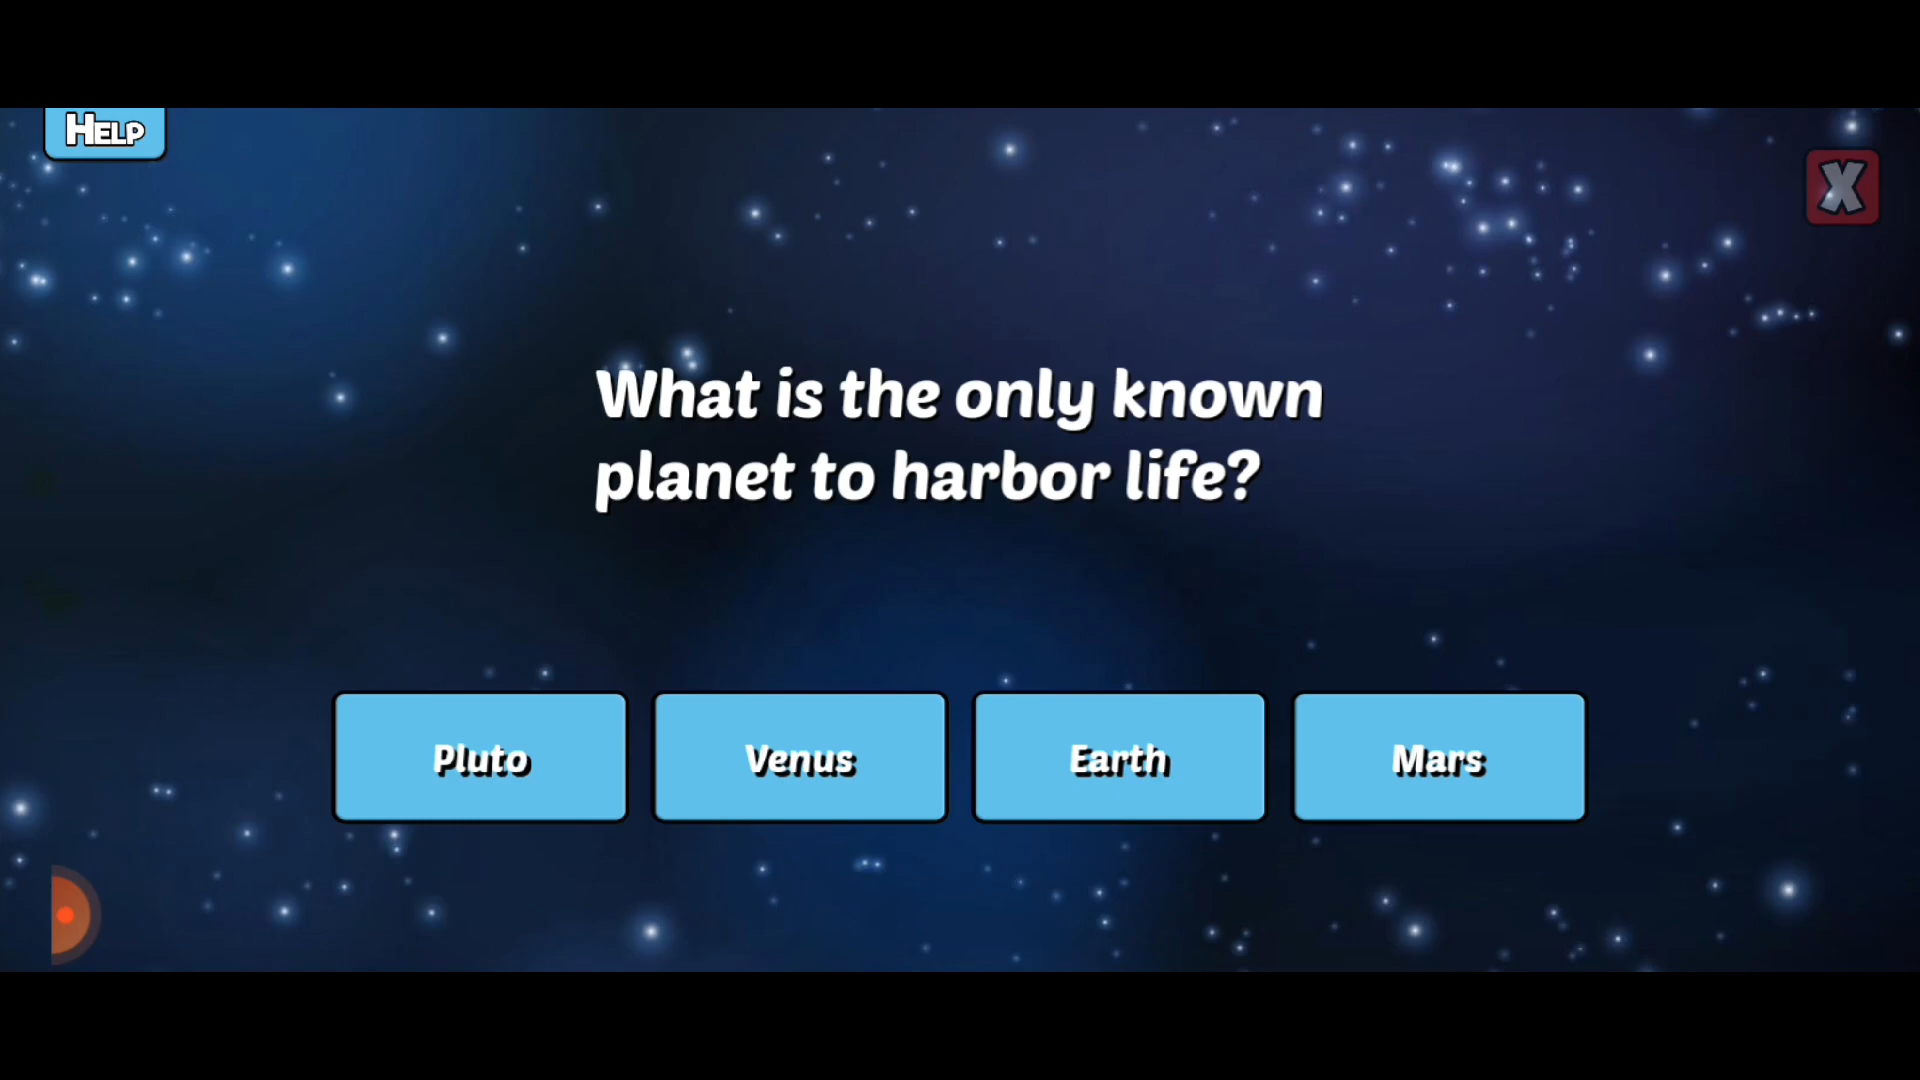 HELP
X
What is the only known
planet to harbor life?
Pluto
Venus
Earth
Mars